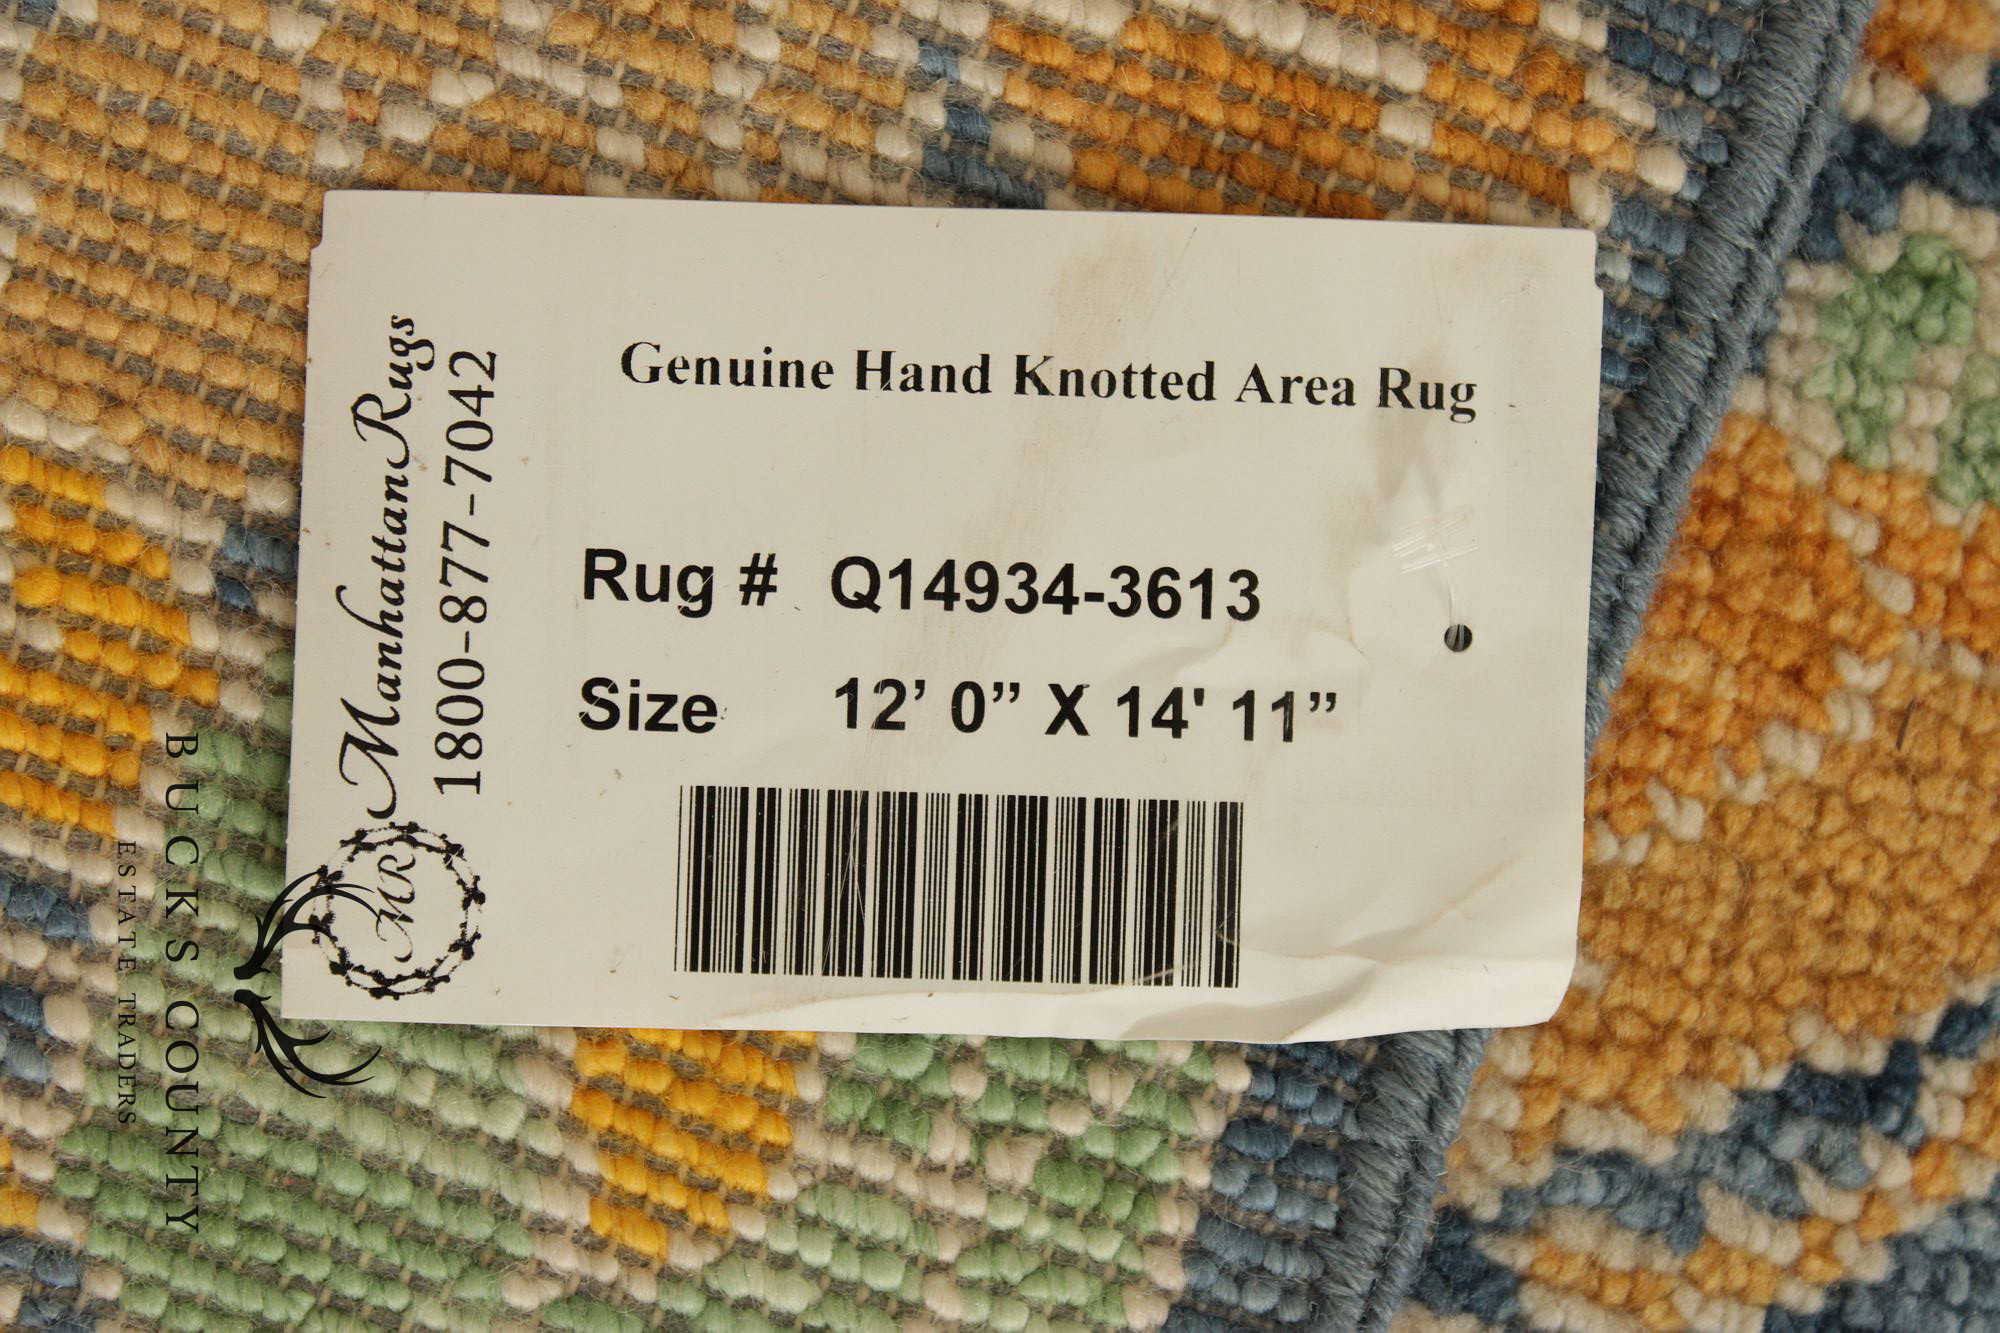 Genuine Hand Knotted Area Rug
Rug # Q14934-3613
Size 12’ 0” X 14' 11”
Manhattan Rugs
1800-877-7042
MR
BUCKS COUNTY
ESTATE TRADERS